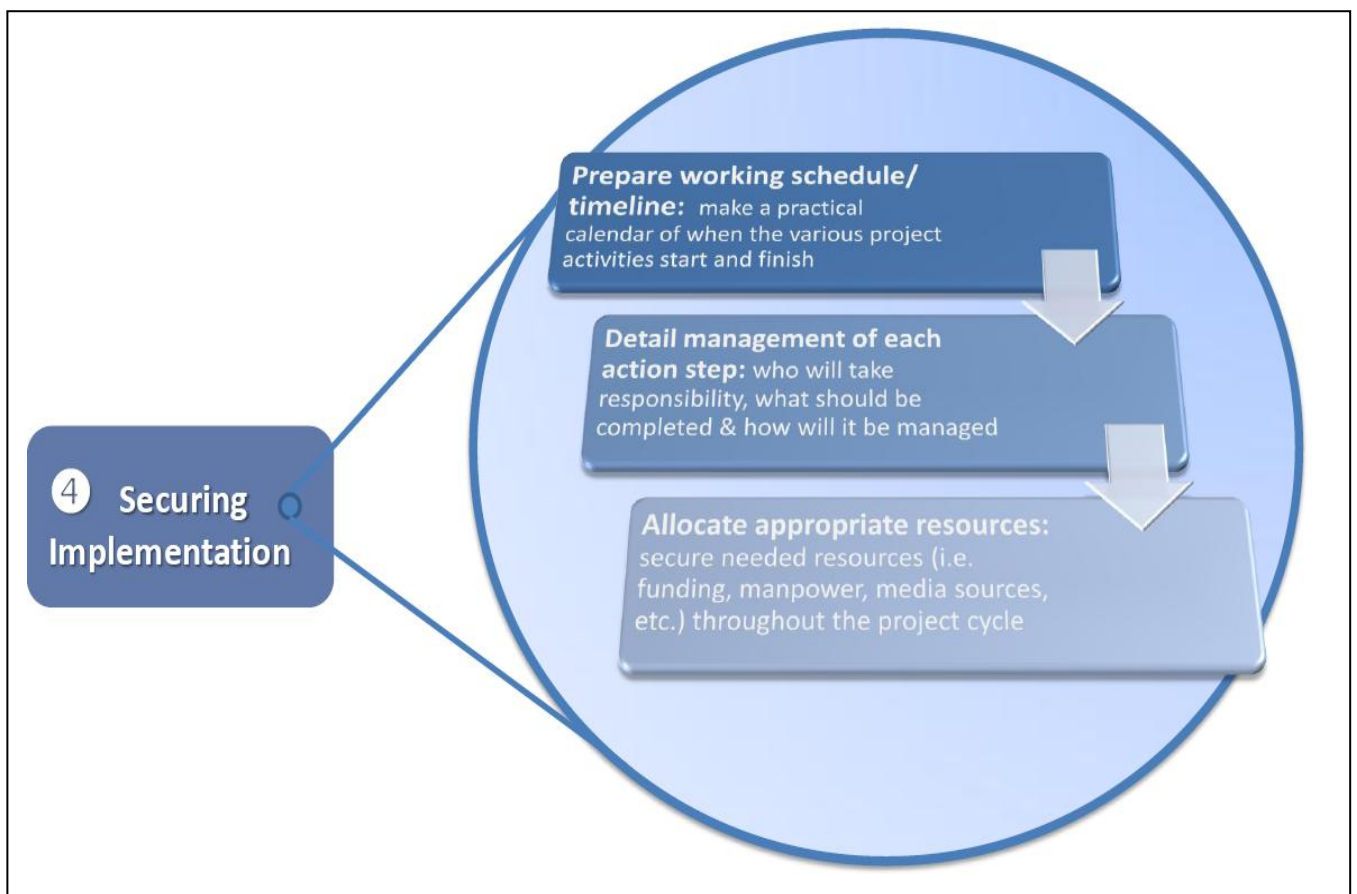 Prepare working schedule/
timeline: make a practical
calendar of when the various project
activities start and finish
Detail management of each
action step: who will take
responsibility, what should be
completed & how will it be managed
Allocate appropriate resources:
secure needed resources (i.e.
funding, manpower, media sources,
etc.) throughout the project cycle
❹ Securing
Implementation